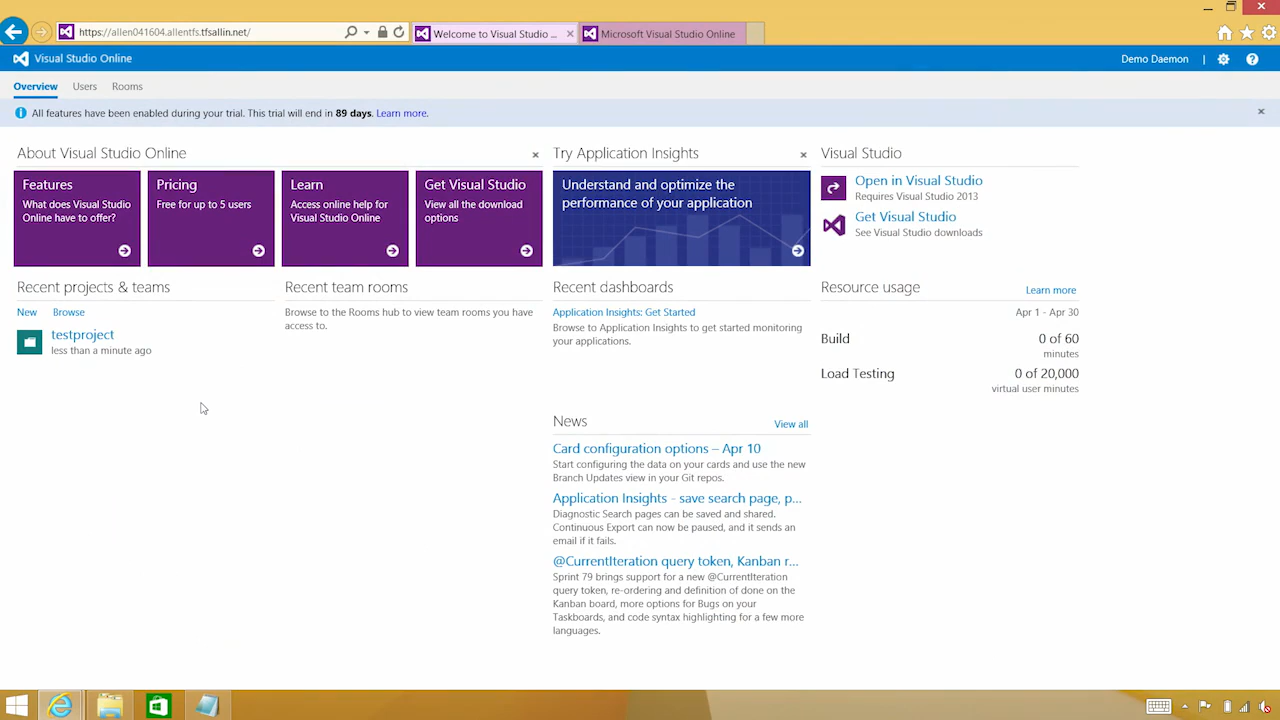 https://allen041604.allentfs.tfsallin.net/
Welcome to Visual Studio ...
Microsoft Visual Studio Online
Visual Studio Online
Demo Daemon
Overview
Users
Rooms
All features have been enabled during your trial. This trial will end in 89 days. Learn more.
About Visual Studio Online
Features
What does Visual Studio
Online have to offer?
Pricing
Free for up to 5 users
Learn
Access online help for
Visual Studio Online
Get Visual Studio
View all the download
options
Try Application Insights
Understand and optimize the
performance of your application
Visual Studio
Open in Visual Studio
Requires Visual Studio 2013
Get Visual Studio
See Visual Studio downloads
Recent projects & teams
New
Browse
testproject
less than a minute ago
Recent team rooms
Browse to the Rooms hub to view team rooms you have
access to.
Recent dashboards
Application Insights: Get Started
Browse to Application Insights to get started monitoring
your applications.
Resource usage
Learn more
Apr 1 - Apr 30
Build
0 of 60
minutes
Load Testing
0 of 20,000
virtual user minutes
News
View all
Card configuration options – Apr 10
Start configuring the data on your cards and use the new
Branch Updates view in your Git repos.
Application Insights - save search page, p...
Diagnostic Search pages can be saved and shared.
Continuous Export can now be paused, and it sends an
email if it fails.
@CurrentIteration query token, Kanban r...
Sprint 79 brings support for a new @CurrentIteration
query token, re-ordering and definition of done on the
Kanban board, more options for Bugs on your
Taskboards, and code syntax highlighting for a few more
languages.